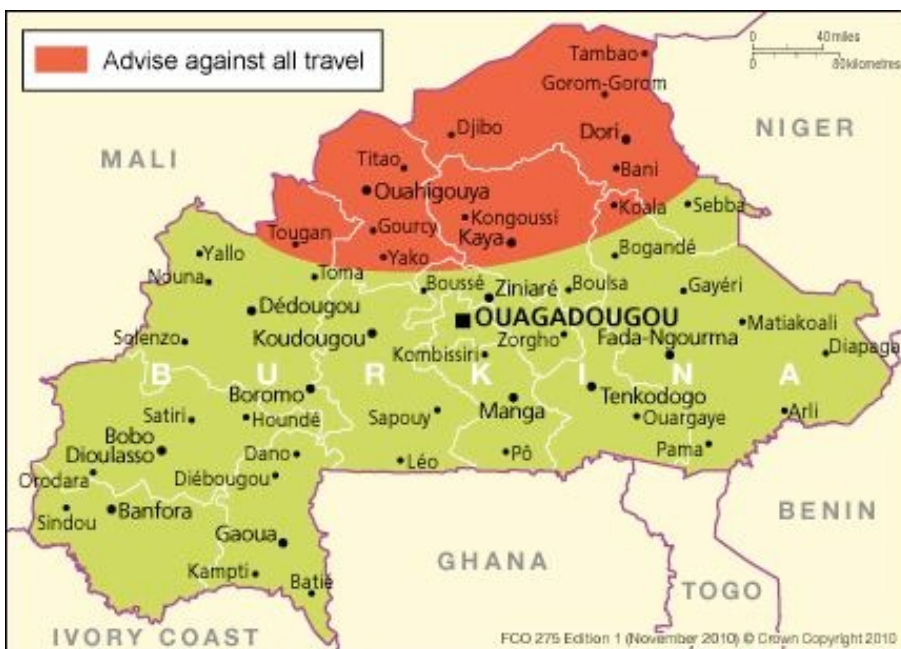 Advise against all travel
0 40 miles
0 80 kilometres
Tambao
Gorom-Gorom
NIGER
Djibo
Dori
MALI
Titao
Bani
Ouahigouya
Koala
Sebba
Kongoussi
Gourcy
Tougan
Kaya
Yallo
Yako
Bogandé
Nouna
Toma
Boussé
Ziniaré
Boulsa
Gayéri
Dédougou
OUAGADOUGOU
Matiakoali
Solenzo
Koudougou
Zorgho
Fada-Ngourma
Diapaga
Kombissiri
BURKINA
Boromo
Tenkodogo
Manga
Satiri
Houndé
Sapouy
Ouargaye
Arli
Bobo
Dioulasso
Dano
Léo
Pô
Pama
Orodara
Diébougou
Sindou
Banfora
BENIN
Gaoua
GHANA
Kampti
Batié
TOGO
IVORY COAST
FCO 275 Edition 1 (November 2010) © Crown Copyright 2010